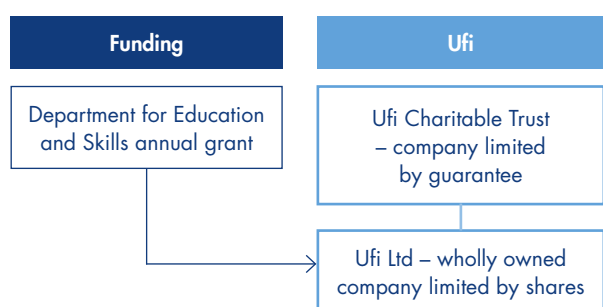 Funding
Ufi
Department for Education
and Skills annual grant
Ufi Charitable Trust
– company limited
by guarantee
Ufi Ltd – wholly owned
company limited by shares